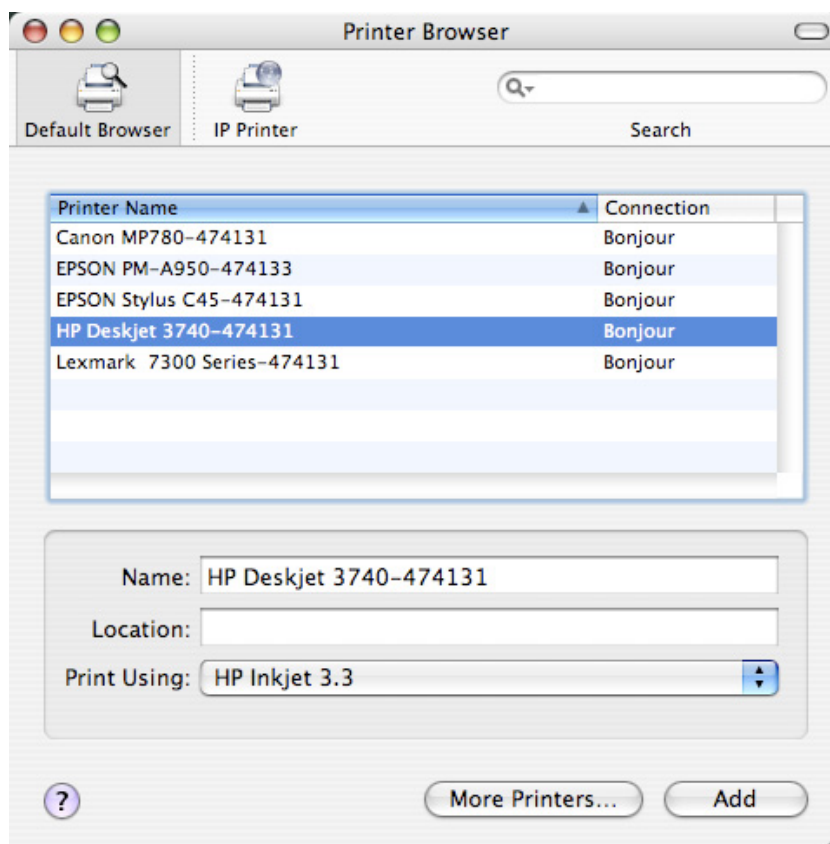 Printer Browser
Default Browser IP Printer Search
Printer Name Connection
Canon MP780-474131 Bonjour
EPSON PM-A950-474133 Bonjour
EPSON Stylus C45-474131 Bonjour
HP Deskjet 3740-474131 Bonjour
Lexmark  7300 Series-474131 Bonjour
Name: HP Deskjet 3740-474131
Location:
Print Using: HP Inkjet 3.3
? More Printers... Add